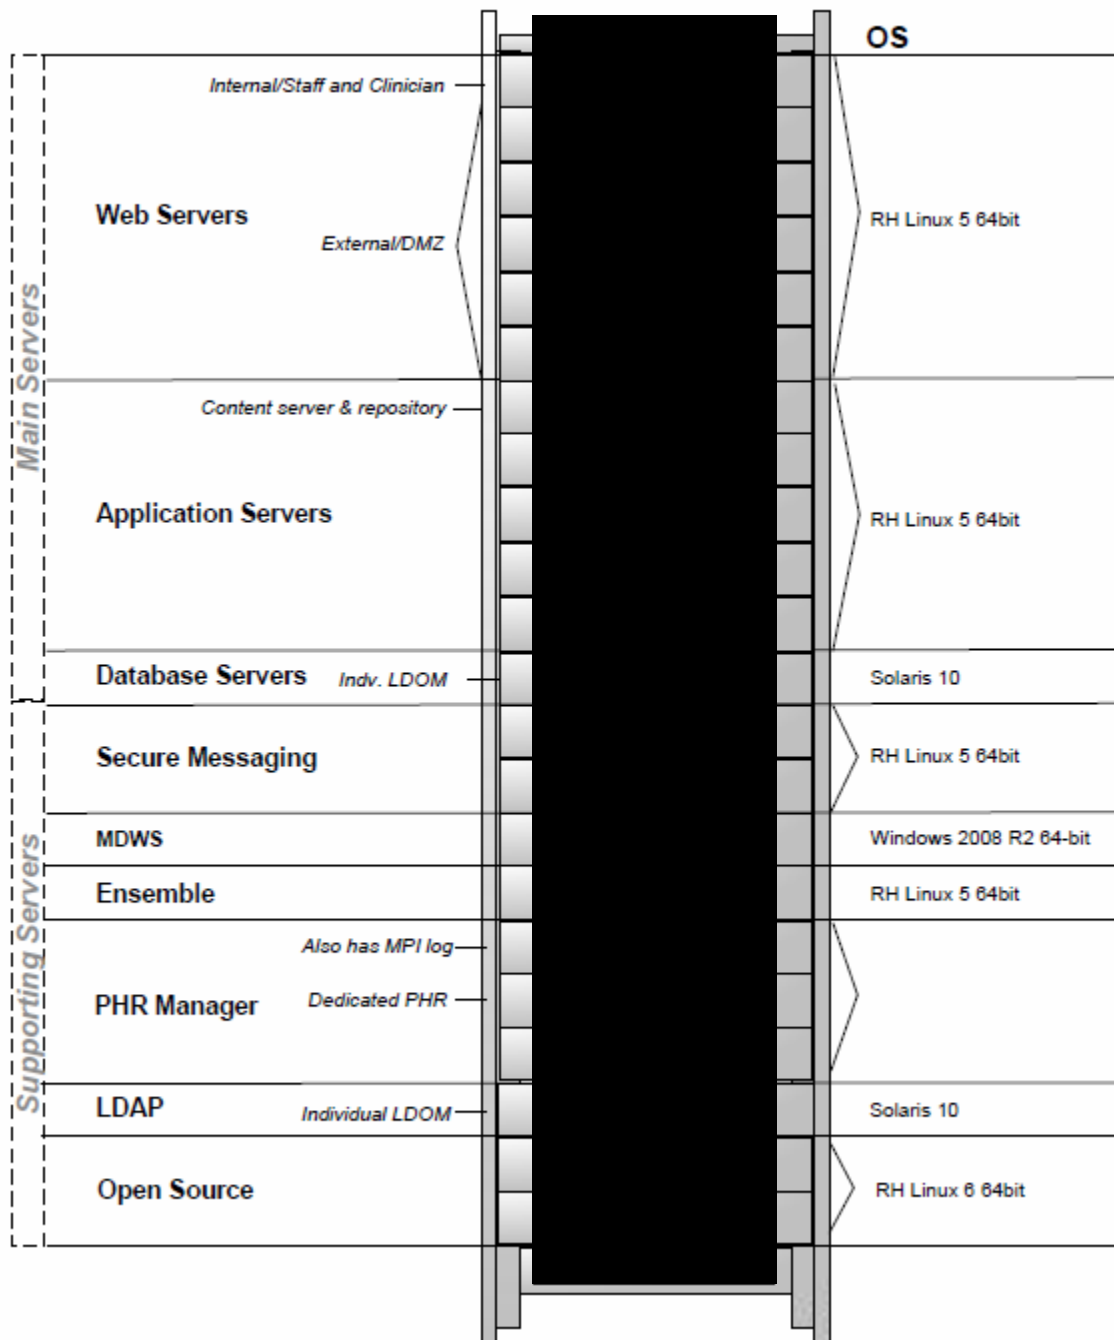 OS
Main Servers
Internal/Staff and Clinician
Web Servers
External/DMZ
RH Linux 5 64bit
Content server & repository
Application Servers
RH Linux 5 64bit
Database Servers
Indv. LDOM
Solaris 10
Supporting Servers
Secure Messaging
RH Linux 5 64bit
MDWS
Windows 2008 R2 64-bit
Ensemble
RH Linux 5 64bit
Also has MPI log
PHR Manager
Dedicated PHR
LDAP
Individual LDOM
Solaris 10
Open Source
RH Linux 6 64bit